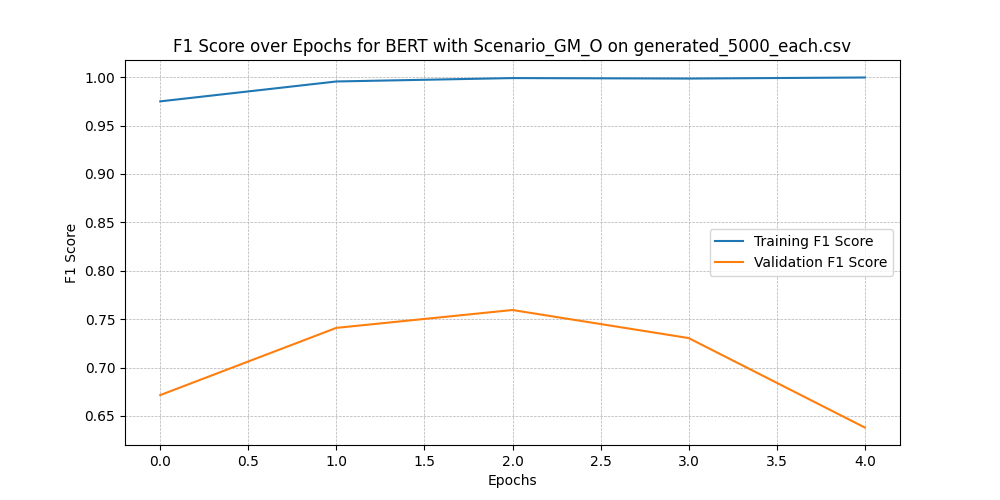 F1 Score over Epochs for BERT with Scenario_GM_O on generated_5000_each.csv
1.00
0.95
0.90
0.85
0.80
0.75
0.70
0.65
F1 Score
Training F1 Score
Validation F1 Score
0.0 0.5 1.0 1.5 2.0 2.5 3.0 3.5 4.0
Epochs